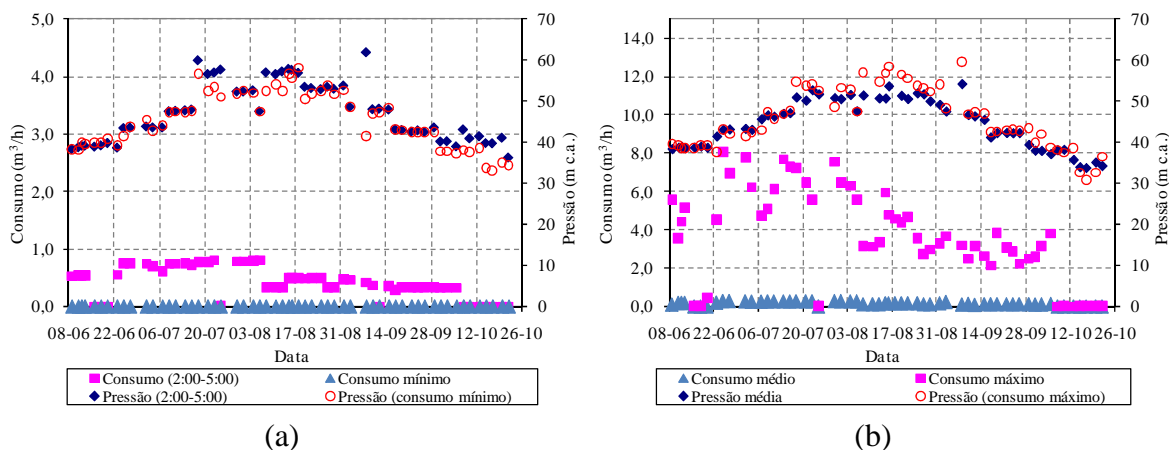 5,0
4,0
3,0
2,0
1,0
0,0
Consumo (m³/h)
70
60
50
40
30
20
10
0
Pressão (m c.a.)
08-06 22-06 06-07 20-07 03-08 17-08 31-08 14-09 28-09 12-10 26-10
Data
Consumo (2:00-5:00) Consumo mínimo
Pressão (2:00-5:00) Pressão (consumo mínimo)
(a)
14,0
12,0
10,0
8,0
6,0
4,0
2,0
0,0
Consumo (m³/h)
70
60
50
40
30
20
10
0
Pressão (m c.a.)
08-06 22-06 06-07 20-07 03-08 17-08 31-08 14-09 28-09 12-10 26-10
Data
Consumo médio Consumo máximo
Pressão média Pressão (consumo máximo)
(b)